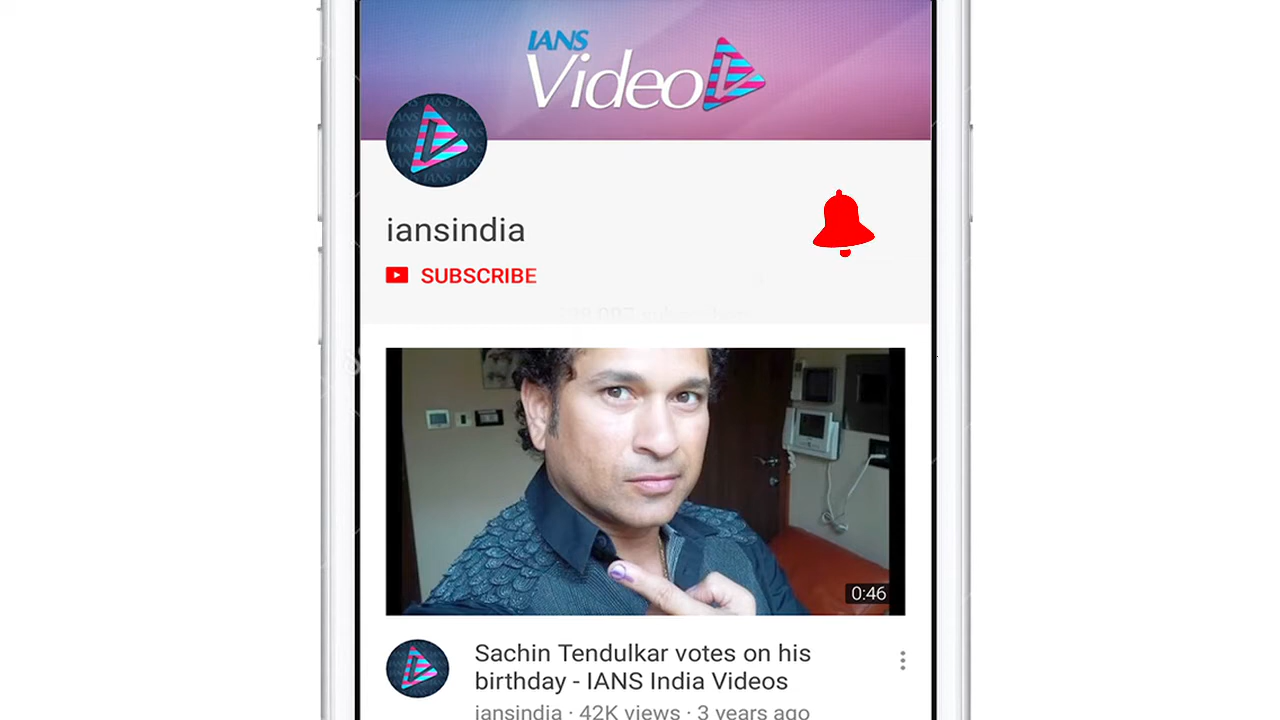 IANS
Video
iansindia
SUBSCRIBE
0:46
Sachin Tendulkar votes on his
birthday - IANS India Videos
iansindia · 42K views · 3 years ago